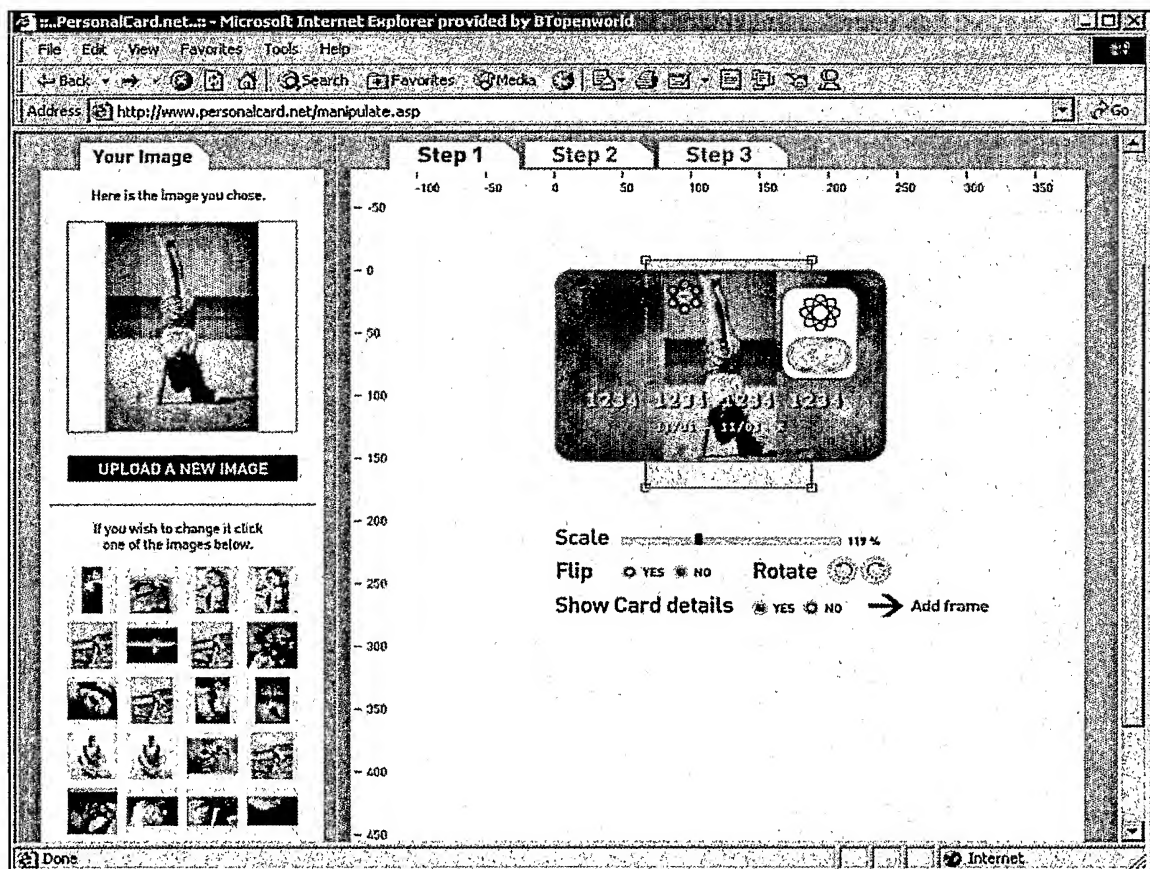 ::..PersonalCard.net..:: - Microsoft Internet Explorer provided by BTopenworld
File Edit View Favorites Tools Help
Back Search Favorites Media
Address http://www.personalcard.net/manipulate.asp Go
Your Image
Here is the image you chose.
UPLOAD A NEW IMAGE
If you wish to change it click
one of the images below.
Step 1 Step 2 Step 3
-100 -50 0 50 100 150 200 250 300 350
-50
0
50
100
150
200
250
300
350
400
450
1234 1234 1234 1234
11/01 11/03
Scale 119 %
Flip YES NO Rotate
Show Card details YES NO Add frame
Done Internet